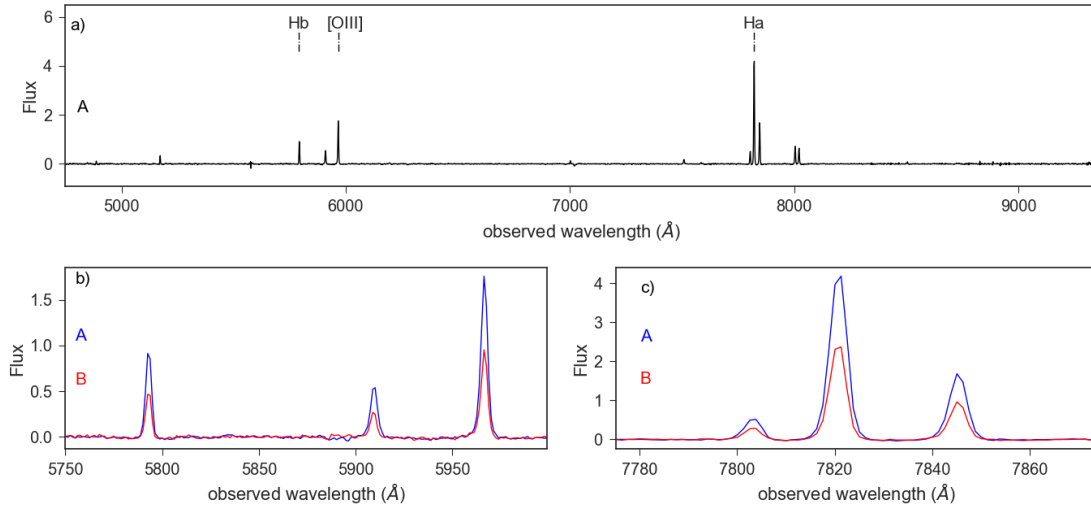 a)
Hb [OIII] Ha
6
4
2
0
Flux
A
5000 6000 7000 8000 9000
observed wavelength (Å)
b)
1.5
1.0
0.5
0.0
Flux
A
B
5750 5800 5850 5900 5950
observed wavelength (Å)
c)
4
3
2
1
0
Flux
A
B
7780 7800 7820 7840 7860
observed wavelength (Å)